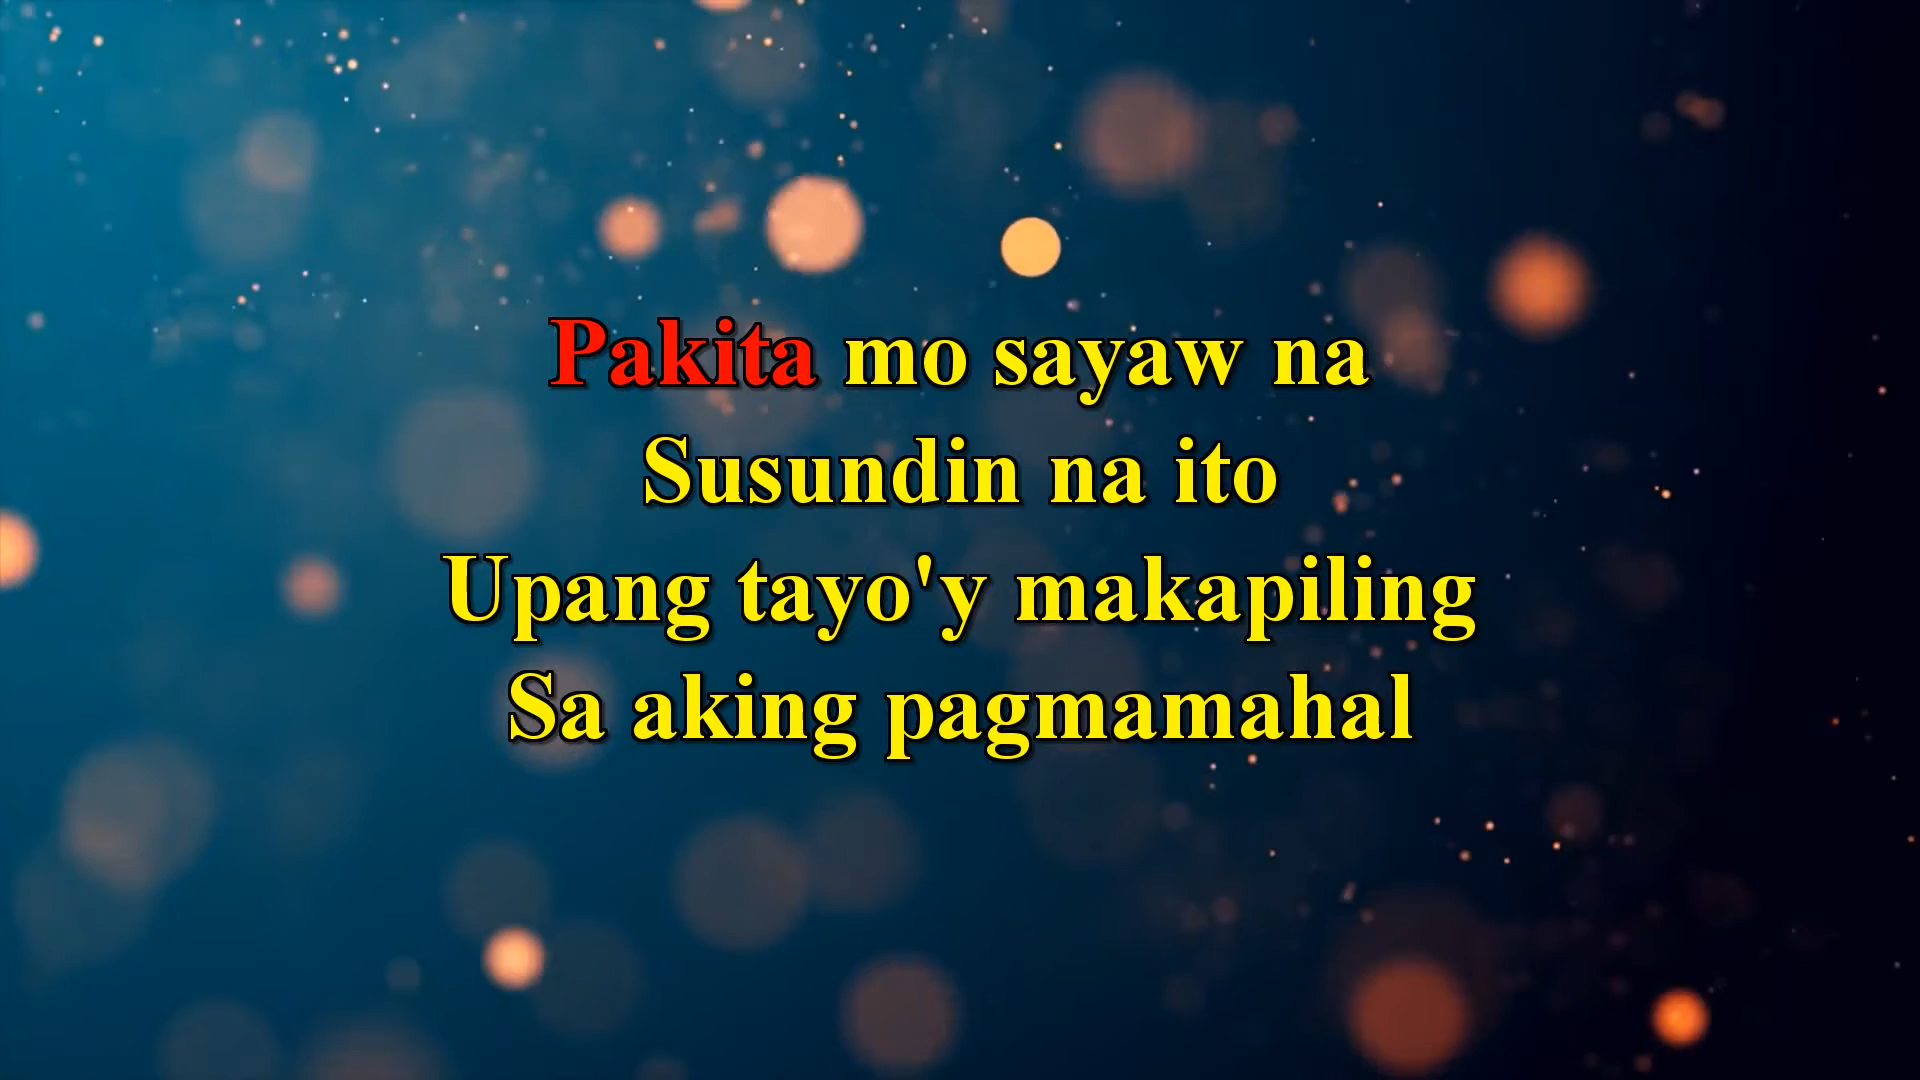 Pakita mo sayaw na
Susundin na ito
Upang tayo'y makapiling
Sa aking pagmamahal